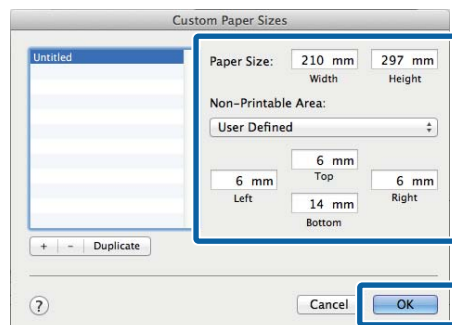 Custom Paper Sizes
Untitled
Paper Size: 210 mm 297 mm
Width Height
Non-Printable Area:
User Defined
6 mm
Top
6 mm 6 mm
Left Right
14 mm
Bottom
+ - Duplicate
? Cancel OK